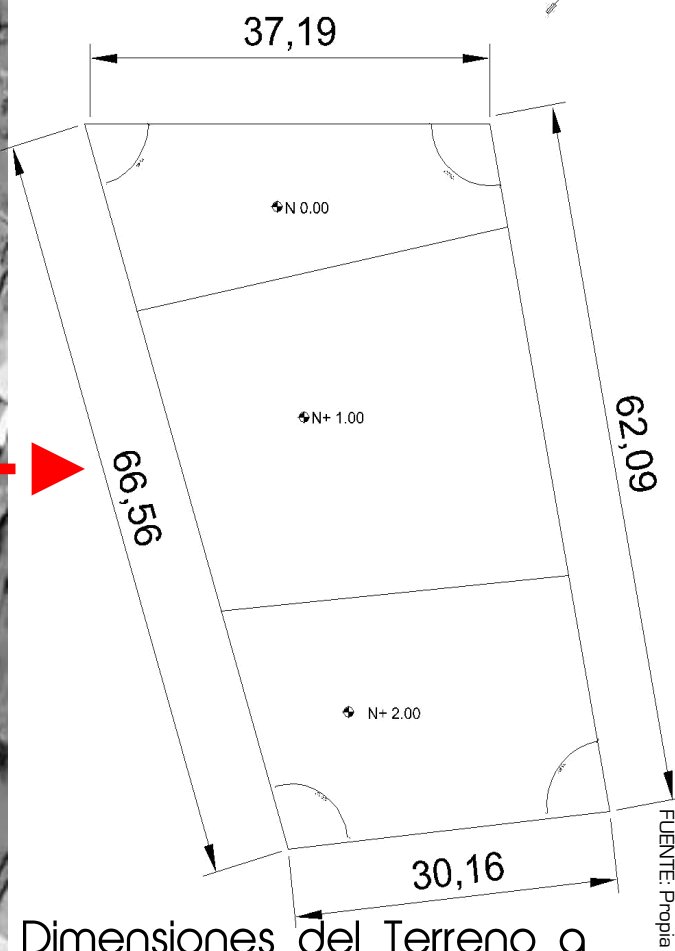 37,19
N 0.00
N+ 1.00
62,09
66,56
N+ 2.00
30,16
FUENTE: Propia
Dimensiones del Terreno a